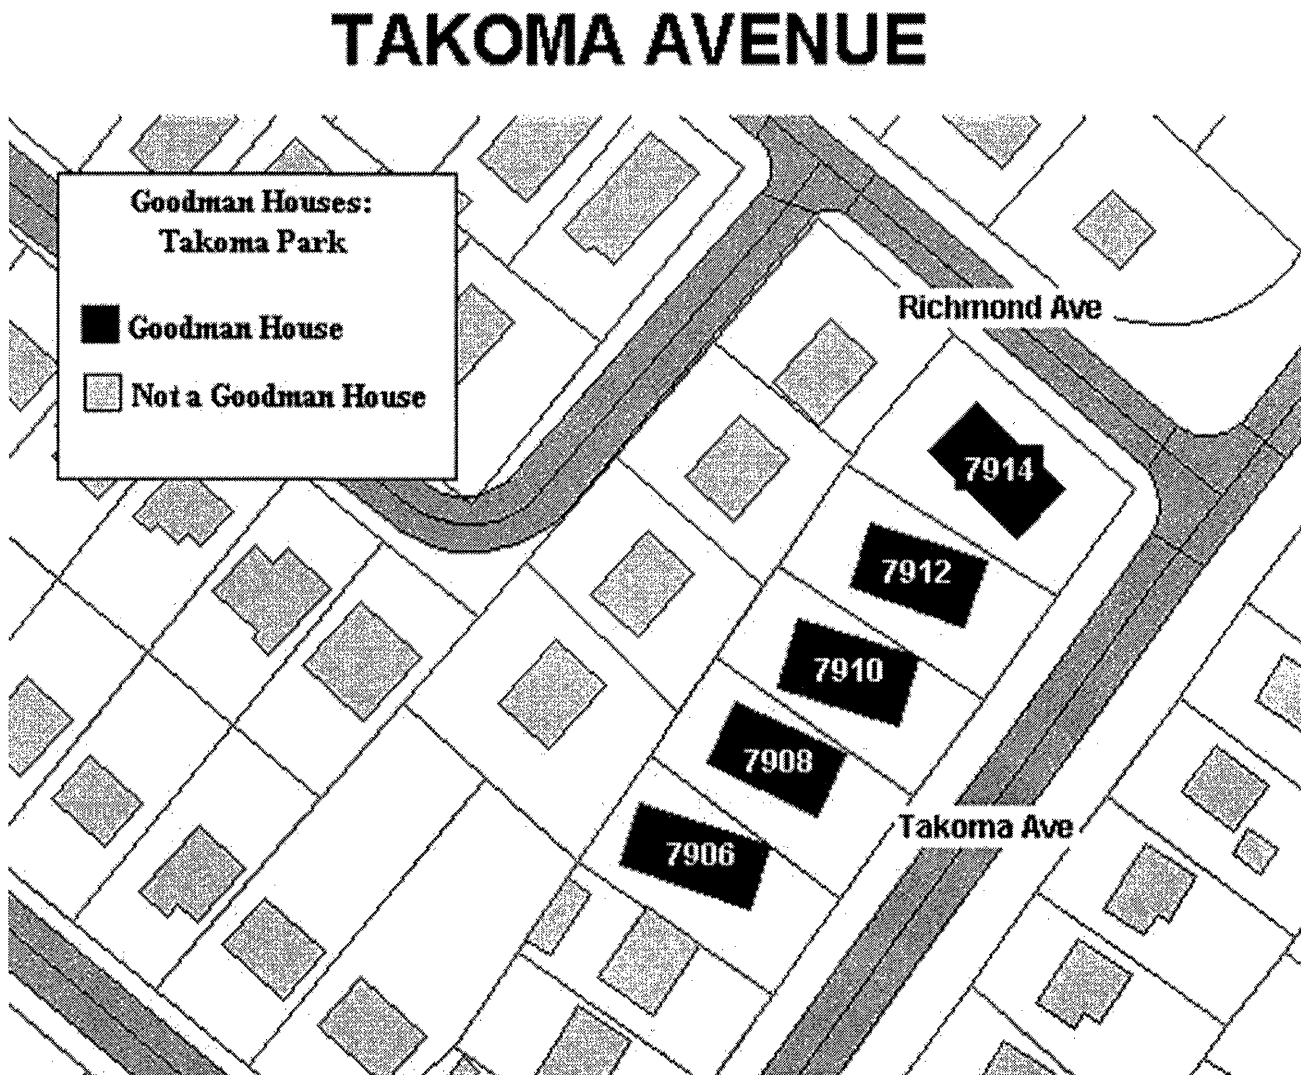 TAKOMA AVENUE
Goodman Houses:
Takoma Park
Goodman House
Not a Goodman House
Richmond Ave
7914
7912
7910
7908
7906
Takoma Ave